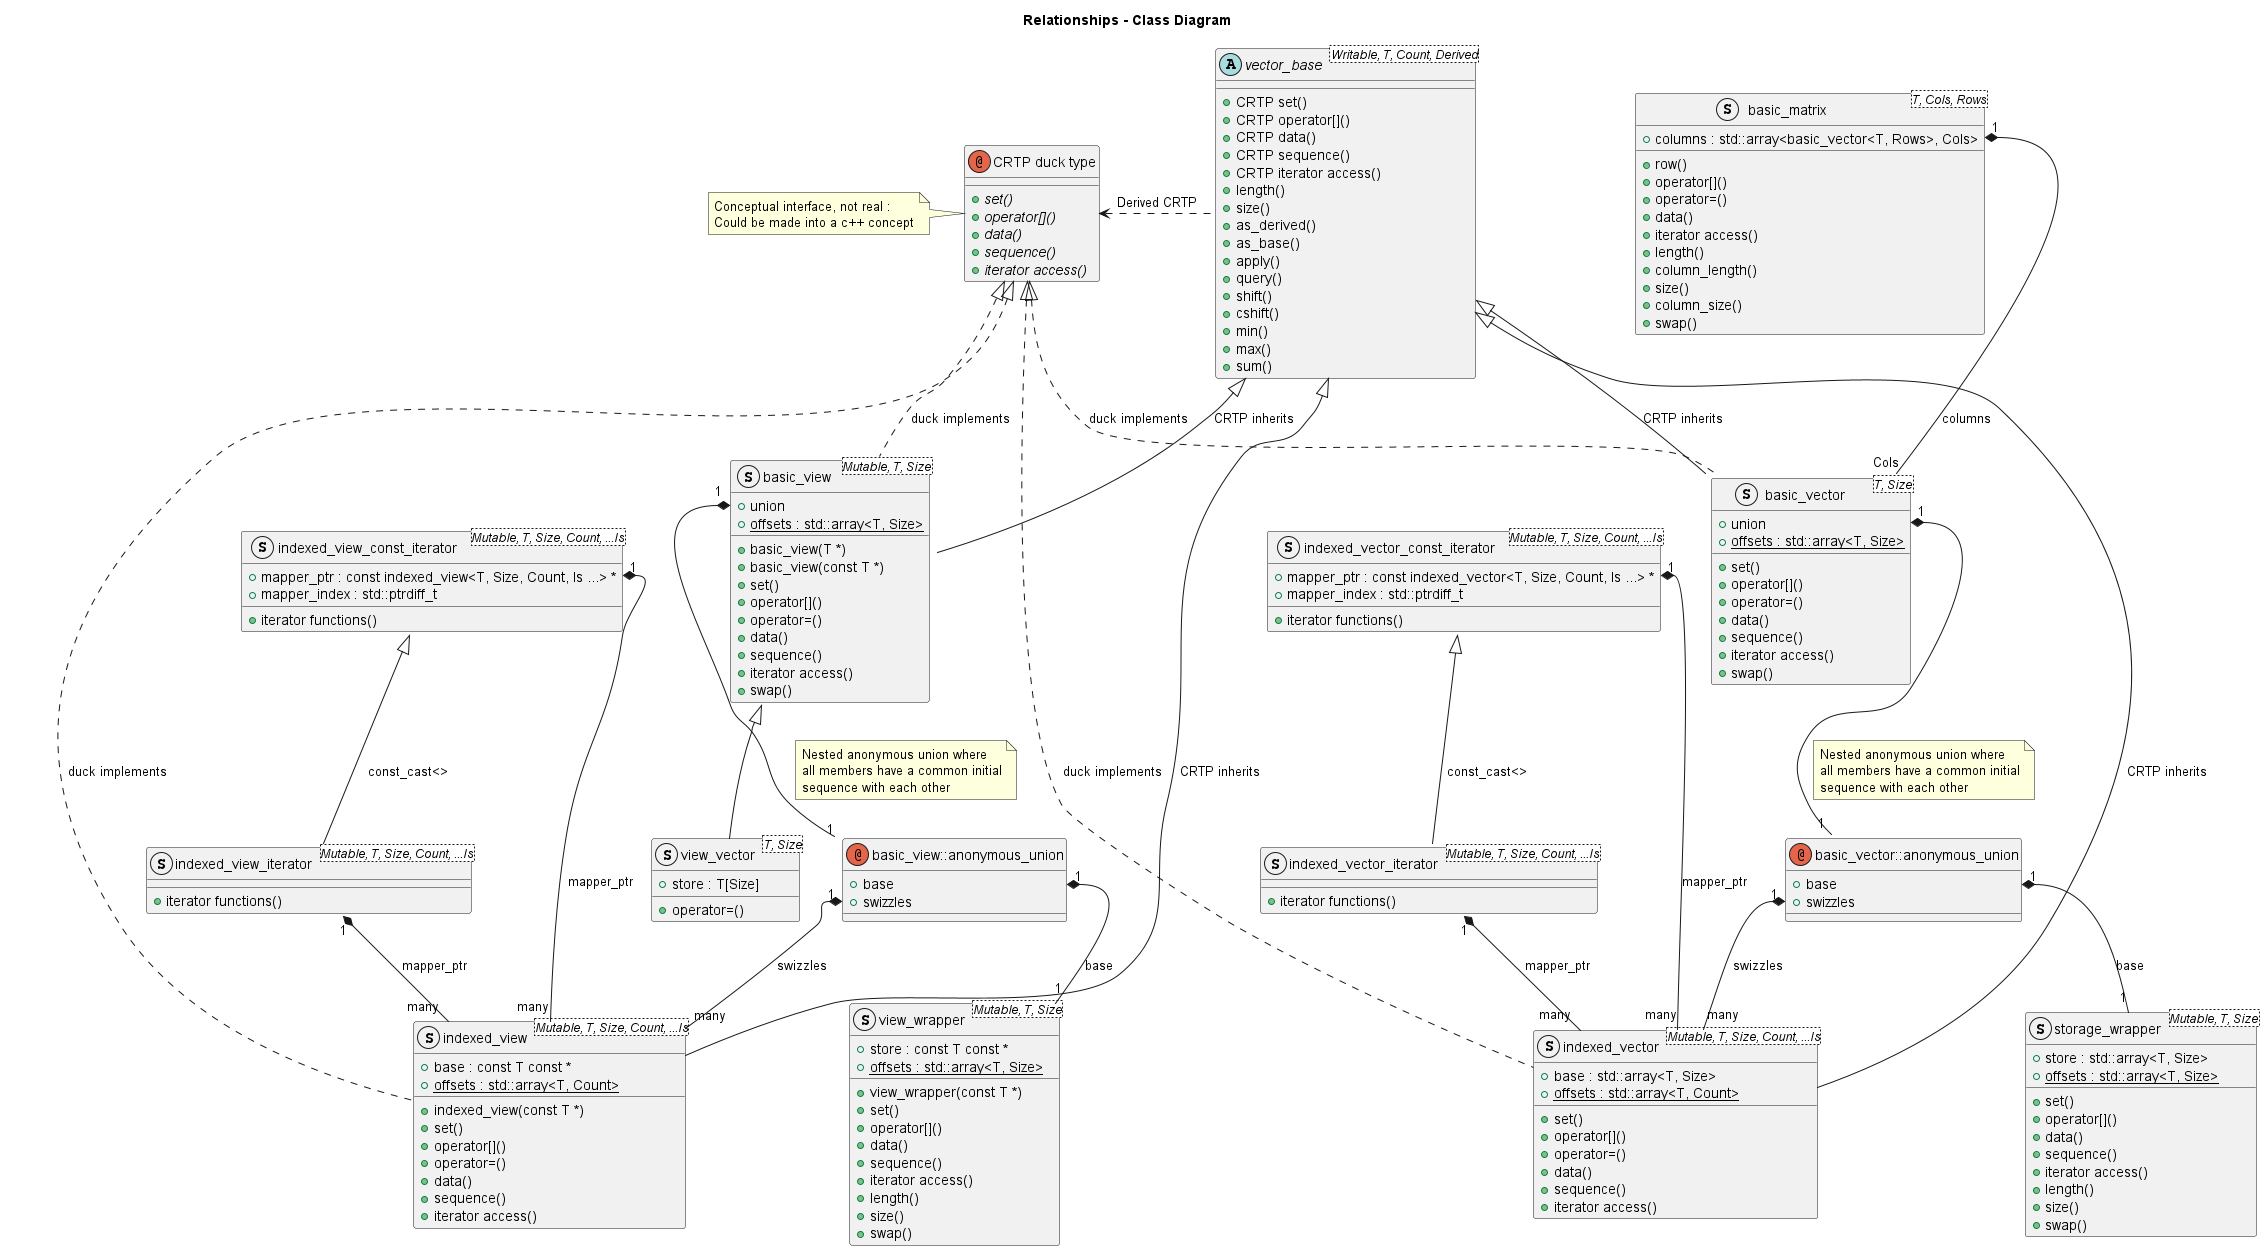 Relationships - Class Diagram
A
vector_base
Writable, T, Count, Derived
CRTP set()
CRTP operator[]()
CRTP data()
CRTP sequence()
CRTP iterator access()
length()
size()
as_derived()
as_base()
apply()
query()
shift()
cshift()
min()
max()
sum()
S
basic_matrix
T, Cols, Rows
columns : std::array<basic_vector<T, Rows>, Cols>
row()
operator[]()
operator=()
data()
iterator access()
length()
column_length()
size()
column_size()
swap()
1
@
CRTP duck type
set()
operator[]()
data()
sequence()
iterator access()
Conceptual interface, not real :
Could be made into a c++ concept
Derived CRTP
duck implements
duck implements
CRTP inherits
CRTP inherits
columns
Cols
S
basic_view
Mutable, T, Size
union
offsets : std::array<T, Size>
basic_view(T *)
basic_view(const T *)
set()
operator[]()
operator=()
data()
sequence()
iterator access()
swap()
1
S
basic_vector
T, Size
union
offsets : std::array<T, Size>
set()
operator[]()
operator=()
data()
sequence()
iterator access()
swap()
1
S
indexed_view_const_iterator
Mutable, T, Size, Count, ...Is
mapper_ptr : const indexed_view<T, Size, Count, Is ...> *
mapper_index : std::ptrdiff_t
iterator functions()
1
S
indexed_vector_const_iterator
Mutable, T, Size, Count, ...Is
mapper_ptr : const indexed_vector<T, Size, Count, Is ...> *
mapper_index : std::ptrdiff_t
iterator functions()
1
duck implements
const_cast<>
Nested anonymous union where
all members have a common initial
sequence with each other
duck implements
CRTP inherits
const_cast<>
Nested anonymous union where
all members have a common initial
sequence with each other
CRTP inherits
1
1
S
indexed_view_iterator
Mutable, T, Size, Count, ...Is
iterator functions()
1
mapper_ptr
S
view_vector
T, Size
store : T[Size]
operator=()
@
basic_view::anonymous_union
base
swizzles
1
1
S
indexed_vector_iterator
Mutable, T, Size, Count, ...Is
iterator functions()
1
mapper_ptr
@
basic_vector::anonymous_union
base
swizzles
1
1
mapper_ptr
swizzles
base
mapper_ptr
swizzles
base
many
many
many
1
many
many
many
1
S
indexed_view
Mutable, T, Size, Count, ...Is
base : const T const *
offsets : std::array<T, Count>
indexed_view(const T *)
set()
operator[]()
operator=()
data()
sequence()
iterator access()
S
view_wrapper
Mutable, T, Size
store : const T const *
offsets : std::array<T, Size>
view_wrapper(const T *)
set()
operator[]()
data()
sequence()
iterator access()
length()
size()
swap()
S
indexed_vector
Mutable, T, Size, Count, ...Is
base : std::array<T, Size>
offsets : std::array<T, Count>
set()
operator[]()
operator=()
data()
sequence()
iterator access()
S
storage_wrapper
Mutable, T, Size
store : std::array<T, Size>
offsets : std::array<T, Size>
set()
operator[]()
data()
sequence()
iterator access()
length()
size()
swap()